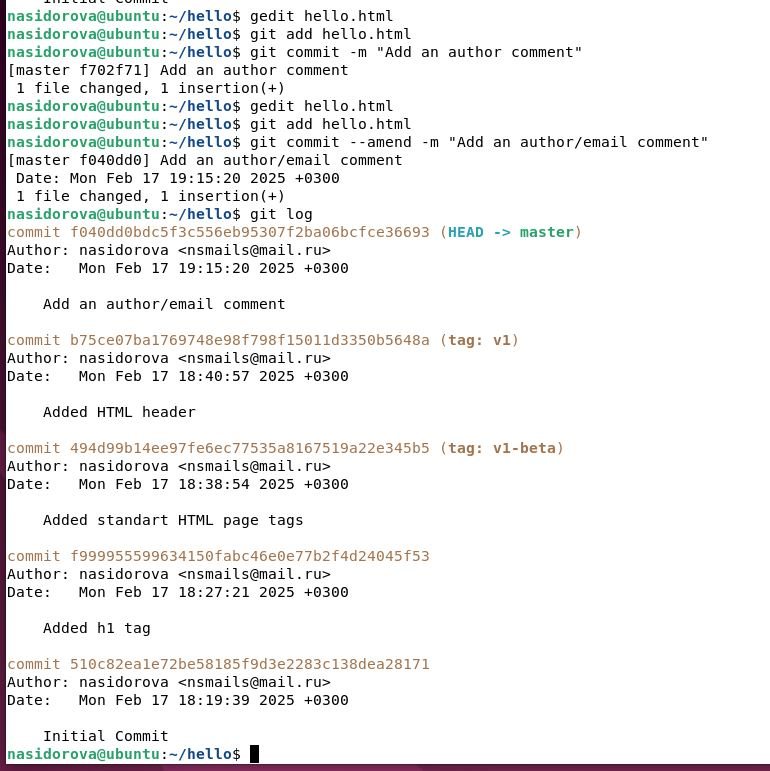 Initial Commit
nasidorova@ubuntu:~/hello$ gedit hello.html
nasidorova@ubuntu:~/hello$ git add hello.html
nasidorova@ubuntu:~/hello$ git commit -m "Add an author comment"
[master f702f71] Add an author comment
 1 file changed, 1 insertion(+)
nasidorova@ubuntu:~/hello$ gedit hello.html
nasidorova@ubuntu:~/hello$ git add hello.html
nasidorova@ubuntu:~/hello$ git commit --amend -m "Add an author/email comment"
[master f040dd0] Add an author/email comment
 Date: Mon Feb 17 19:15:20 2025 +0300
 1 file changed, 1 insertion(+)
nasidorova@ubuntu:~/hello$ git log
commit f040dd0bdc5f3c556eb95307f2ba06bcfce36693 (HEAD -> master)
Author: nasidorova <nsmails@mail.ru>
Date:   Mon Feb 17 19:15:20 2025 +0300
    Add an author/email comment
commit b75ce07ba1769748e98f798f15011d3350b5648a (tag: v1)
Author: nasidorova <nsmails@mail.ru>
Date:   Mon Feb 17 18:40:57 2025 +0300
    Added HTML header
commit 494d99b14ee97fe6ec77535a8167519a22e345b5 (tag: v1-beta)
Author: nasidorova <nsmails@mail.ru>
Date:   Mon Feb 17 18:38:54 2025 +0300
    Added standart HTML page tags
commit f999955599634150fabc46e0e77b2f4d24045f53
Author: nasidorova <nsmails@mail.ru>
Date:   Mon Feb 17 18:27:21 2025 +0300
    Added h1 tag
commit 510c82ea1e72be58185f9d3e2283c138dea28171
Author: nasidorova <nsmails@mail.ru>
Date:   Mon Feb 17 18:19:39 2025 +0300
    Initial Commit
nasidorova@ubuntu:~/hello$